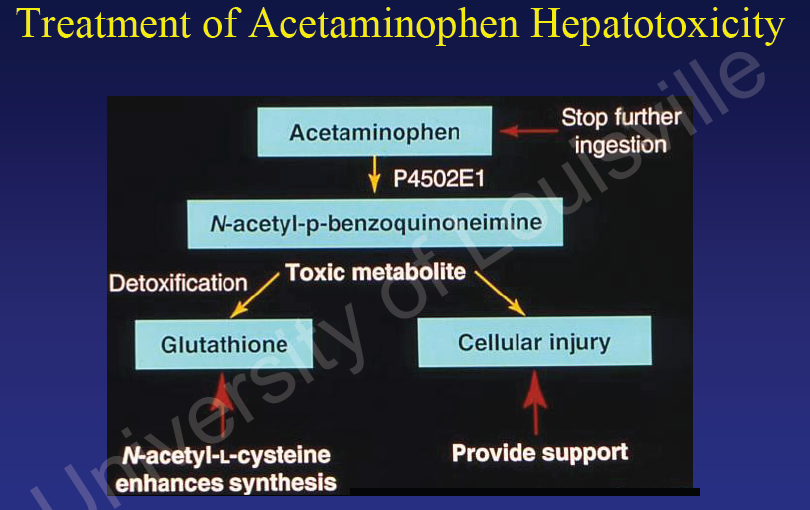 Treatment of Acetaminophen Hepatotoxicity
Acetaminophen
Stop further
ingestion
P4502E1
N-acetyl-p-benzoquinoneimine
Detoxification
Toxic metabolite
Glutathione
Cellular injury
N-acetyl-L-cysteine
enhances synthesis
Provide support
University of Louisville